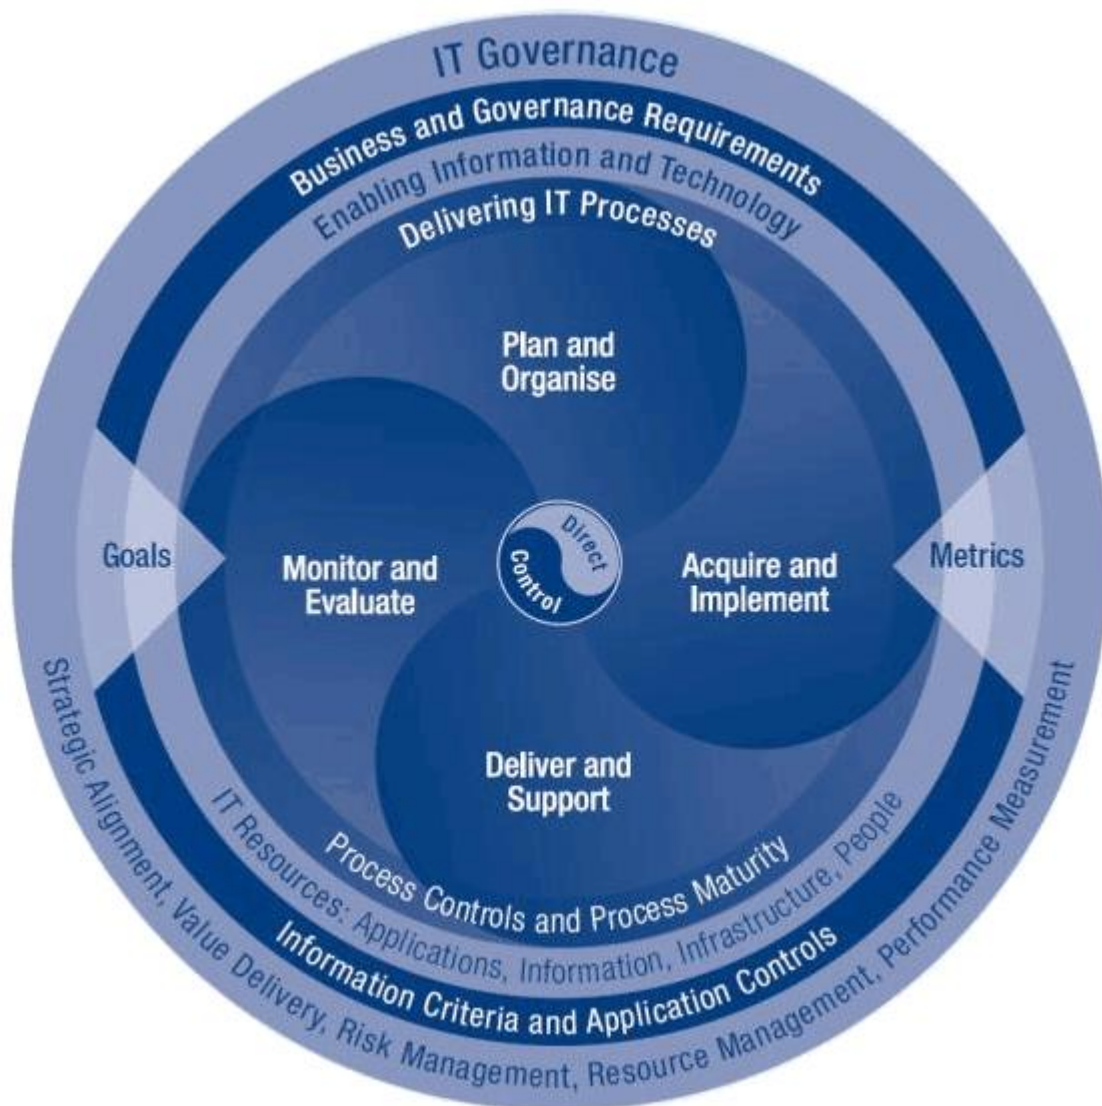 IT Governance
Business and Governance Requirements
Enabling Information and Technology
Delivering IT Processes
Plan and
Organise
Goals
Monitor and
Evaluate
Direct
Control
Acquire and
Implement
Metrics
Deliver and
Support
Process Controls and Process Maturity
IT Resources: Applications, Information, Infrastructure, People
Information Criteria and Application Controls
Strategic Alignment, Value Delivery, Risk Management, Resource Management, Performance Measurement